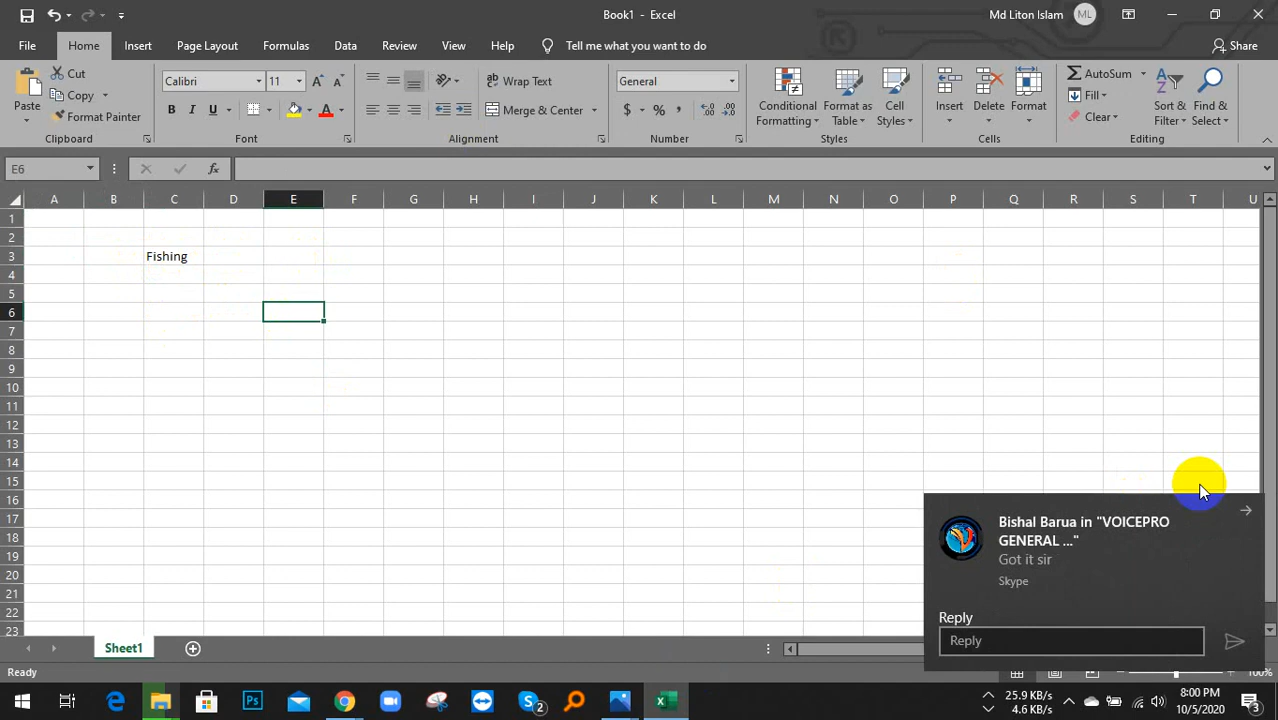 Book1 - Excel
Md Liton Islam ML
File Home Insert Page Layout Formulas Data Review View Help Tell me what you want to do Share
Paste Cut Copy Format Painter Clipboard
Calibri 11 A A B I U A Font
ab Wrap Text Merge & Center Alignment
General $ % , Number
Conditional Formatting Format as Table Cell Styles Styles
Insert Delete Format Cells
AutoSum Fill Clear Sort & Filter Find & Select Editing
E6 fx
A B C D E F G H I J K L M N O P Q R S T U
1
2
3 Fishing
4
5
6
7
8
9
10
11
12
13
14
15
16
17
18
19
20
21
22
23
Bishal Barua in "VOICEPRO
GENERAL ..."
Got it sir
Skype
Reply
Reply
Sheet1
Ready 100%
25.9 KB/s
4.6 KB/s
8:00 PM
10/5/2020
2
3